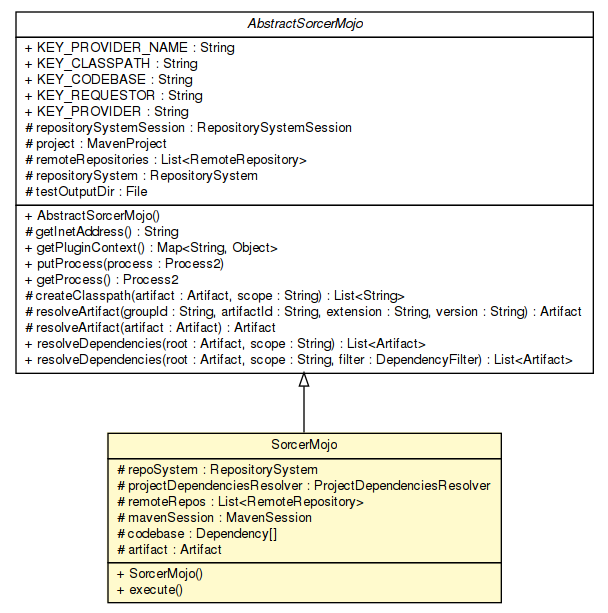 AbstractSorcerMojo
+ KEY_PROVIDER_NAME : String
+ KEY_CLASSPATH : String
+ KEY_CODEBASE : String
+ KEY_REQUESTOR : String
+ KEY_PROVIDER : String
# repositorySystemSession : RepositorySystemSession
# project : MavenProject
# remoteRepositories : List<RemoteRepository>
# repositorySystem : RepositorySystem
# testOutputDir : File
+ AbstractSorcerMojo()
# getInetAddress() : String
+ getPluginContext() : Map<String, Object>
+ putProcess(process : Process2)
+ getProcess() : Process2
# createClasspath(artifact : Artifact, scope : String) : List<String>
# resolveArtifact(groupId : String, artifactId : String, extension : String, version : String) : Artifact
# resolveArtifact(artifact : Artifact) : Artifact
+ resolveDependencies(root : Artifact, scope : String) : List<Artifact>
+ resolveDependencies(root : Artifact, scope : String, filter : DependencyFilter) : List<Artifact>
SorcerMojo
# repoSystem : RepositorySystem
# projectDependenciesResolver : ProjectDependenciesResolver
# remoteRepos : List<RemoteRepository>
# mavenSession : MavenSession
# codebase : Dependency[]
# artifact : Artifact
+ SorcerMojo()
+ execute()